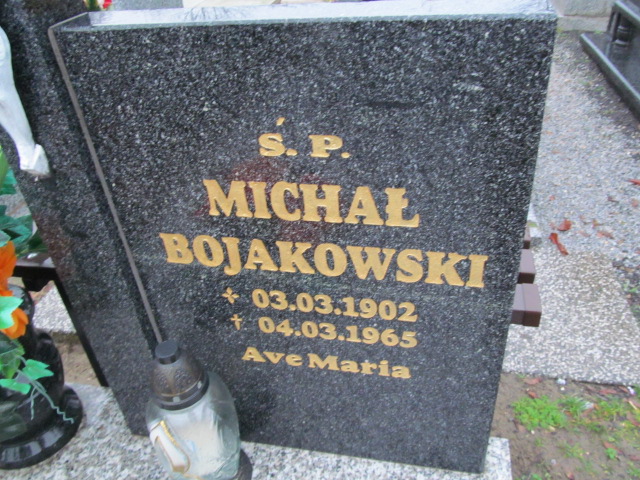 Ś. P.
MICHAŁ
BOJAKOWSKI
✣ 03.03.1902
† 04.03.1965
Ave Maria